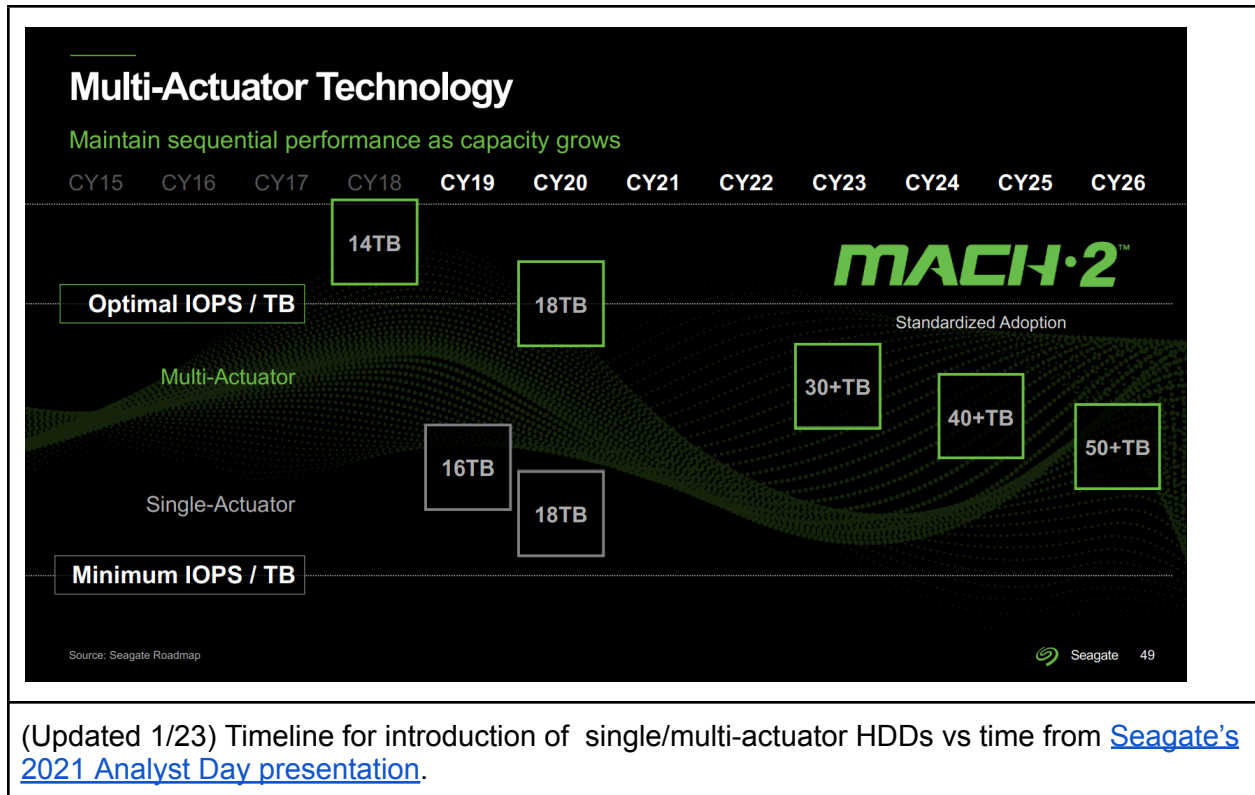 Multi-Actuator Technology
Maintain sequential performance as capacity grows
CY15 CY16 CY17 CY18 CY19 CY20 CY21 CY22 CY23 CY24 CY25 CY26
14TB
MACH·2™
Optimal IOPS / TB
18TB
Standardized Adoption
Multi-Actuator
30+TB
40+TB
50+TB
16TB
Single-Actuator
18TB
Minimum IOPS / TB
Source: Seagate Roadmap
Seagate 49
(Updated 1/23) Timeline for introduction of  single/multi-actuator HDDs vs time from Seagate’s
2021 Analyst Day presentation.